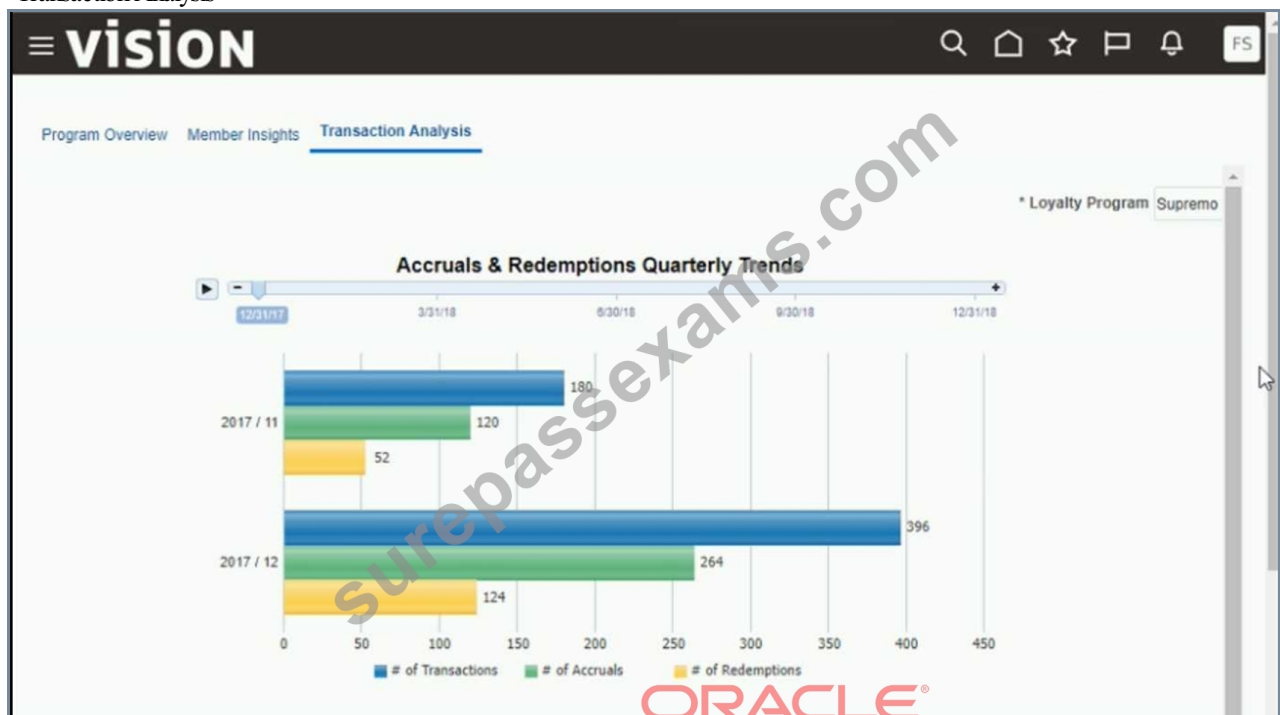 Transaction Analysis
VISION
FS
Program Overview Member Insights Transaction Analysis
* Loyalty Program Supremo
Accruals & Redemptions Quarterly Trends
- +
12/31/17 3/31/18 6/30/18 9/30/18 12/31/18
180
2017 / 11 120
52
396
2017 / 12 264
124
0 50 100 150 200 250 300 350 400 450
# of Transactions # of Accruals # of Redemptions
surepassexams.com
ORACLE®